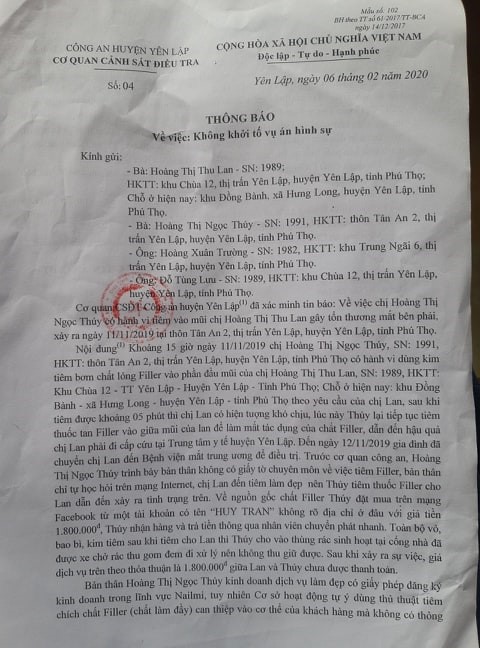 Mẫu số: 102
BH theo TT số 61/2017/TT-BCA
ngày 14/12/2017
CÔNG AN HUYỆN YÊN LẬP
CƠ QUAN CẢNH SÁT ĐIỀU TRA
Số: 04
CỘNG HÒA XÃ HỘI CHỦ NGHĨA VIỆT NAM
Độc lập - Tự do - Hạnh phúc
Yên Lập, ngày 06 tháng 02 năm 2020
THÔNG BÁO
Về việc: Không khởi tố vụ án hình sự
Kính gửi:
- Bà: Hoàng Thị Thu Lan - SN: 1989;
HKTT: khu Chùa 12, thị trấn Yên Lập, huyện Yên Lập, tỉnh Phú Thọ;
Chỗ ở hiện nay: khu Đồng Bành, xã Hưng Long, huyện Yên Lập, tỉnh
Phú Thọ.
- Bà: Hoàng Thị Ngọc Thúy - SN: 1991, HKTT: thôn Tân An 2, thị
trấn Yên Lập, huyện Yên Lập, tỉnh Phú Thọ.
- Ông: Hoàng Xuân Trường - SN: 1982, HKTT: khu Trung Ngãi 6, thị
trấn Yên Lập, huyện Yên Lập, tỉnh Phú Thọ.
- Ông: Đỗ Tùng Lưu - SN: 1989, HKTT: khu Chùa 12, thị trấn Yên Lập,
huyện Yên Lập, tỉnh Phú Thọ.
Cơ quan CSĐT Công an huyện Yên Lập(1) đã xác minh tin báo: Về việc chị Hoàng Thị
Ngọc Thúy có hành vi tiêm vào mũi chị Hoàng Thị Thu Lan gây tổn thương mắt bên phải,
xảy ra ngày 11/11/2019 tại thôn Tân An 2, thị trấn Yên Lập, huyện Yên Lập, tỉnh Phú Thọ.
Nội dung(1) Khoảng 15 giờ ngày 11/11/2019 chị Hoàng Thị Ngọc Thúy, SN: 1991,
HKTT: thôn Tân An 2, thị trấn Yên Lập, huyện Yên Lập, tỉnh Phú Thọ có hành vi dùng kim
tiêm bơm chất lỏng Filler vào phần đầu mũi của chị Hoàng Thị Thu Lan, SN: 1989, HKTT:
Khu Chùa 12 - TT Yên Lập - Huyện Yên Lập - Tỉnh Phú Thọ; Chỗ ở hiện nay: khu Đồng
Bành - xã Hưng Long - huyện Yên Lập - tỉnh Phú Thọ theo yêu cầu của chị Lan, sau khi
tiêm được khoảng 05 phút thì chị Lan có hiện tượng khó chịu, lúc này Thúy lại tiếp tục tiêm
thuốc tan Filler vào giữa mũi của lan để làm mất tác dụng của chất Filler, dẫn đến hậu quả
chị Lan phải đi cấp cứu tại Trung tâm y tế huyện Yên Lập. Đến ngày 12/11/2019 gia đình đã
chuyển chị Lan đến Bệnh viện mắt trung ương để điều trị. Trước cơ quan công an, Hoàng
Thị Ngọc Thúy trình bày bản thân không có giấy tờ chuyên môn về việc tiêm Filler, bản thân
chỉ tự học hỏi trên mạng Internet, chị Lan đến tiêm làm đẹp nên Thúy tiêm thuốc Filler cho
Lan dẫn đến xảy ra tình trạng trên. Về nguồn gốc chất Filler Thúy đặt mua trên mạng
Facebook từ một tài khoản có tên "HUY TRAN" không rõ địa chỉ ở đâu với giá tiền
1.800.000đ, Thúy nhận hàng và trả tiền thông qua nhân viên chuyển phát nhanh. Toàn bộ vỏ,
bao bì, kim tiêm sau khi tiêm cho Lan thì Thúy cho vào thùng rác sinh hoạt tại cổng nhà đã
được xe chở rác thu gom đem đi xử lý nên không thu giữ được. Sau khi xảy ra sự việc, giá
dịch vụ trên theo thỏa thuận là 1.800.000đ giữa Lan và Thúy chưa được thanh toán.
Bản thân Hoàng Thị Ngọc Thúy kinh doanh dịch vụ làm đẹp có giấy phép đăng ký
kinh doanh trong lĩnh vực Nailmi, tuy nhiên Cơ sở hoạt động tự ý dùng thủ thuật tiêm
chích chất Filler (chất làm đầy) can thiệp vào cơ thể của khách hàng mà không có thông